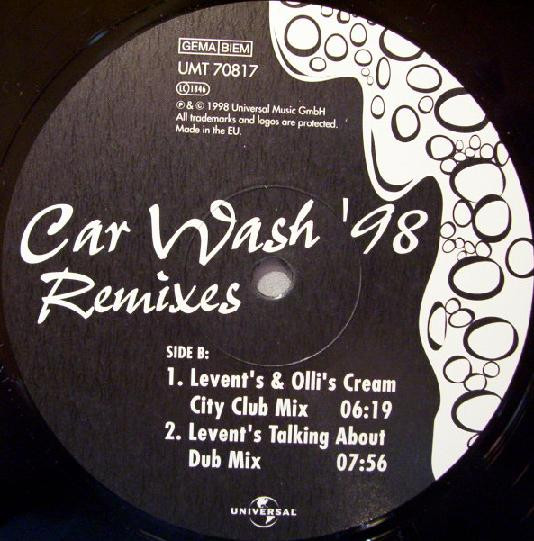 GEMA BIEM
UMT 70817
LC 1846
℗ & © 1998 Universal Music GmbH
All trademarks and logos are protected.
Made in the EU.
Car Wash '98
Remixes
SIDE B:
1. Levent's & Olli's Cream
City Club Mix 06:19
2. Levent's Talking About
Dub Mix 07:56
UNIVERSAL